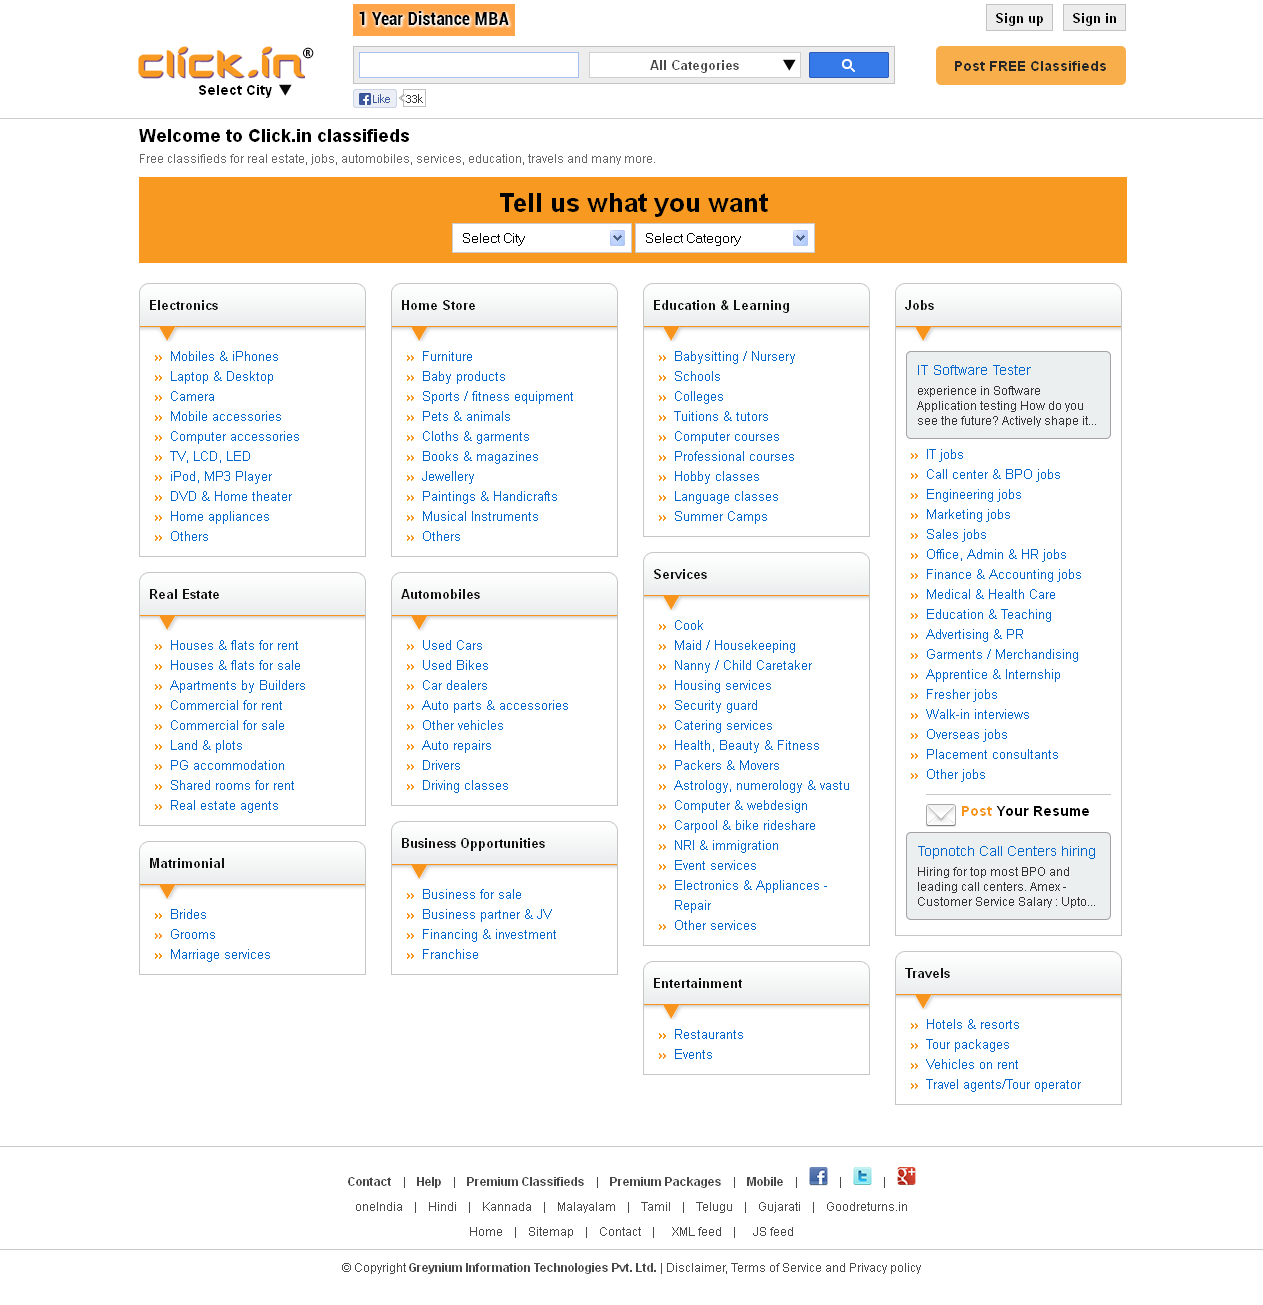 1 Year Distance MBA
Sign up
Sign in
click.in®
Select City ▼
All Categories ▼
Post FREE Classifieds
Like
33k
Welcome to Click.in classifieds
Free classifieds for real estate, jobs, automobiles, services, education, travels and many more.
Tell us what you want
Select City
Select Category
Electronics
Mobiles & iPhones
Laptop & Desktop
Camera
Mobile accessories
Computer accessories
TV, LCD, LED
iPod, MP3 Player
DVD & Home theater
Home appliances
Others
Real Estate
Houses & flats for rent
Houses & flats for sale
Apartments by Builders
Commercial for rent
Commercial for sale
Land & plots
PG accommodation
Shared rooms for rent
Real estate agents
Matrimonial
Brides
Grooms
Marriage services
Home Store
Furniture
Baby products
Sports / fitness equipment
Pets & animals
Cloths & garments
Books & magazines
Jewellery
Paintings & Handicrafts
Musical Instruments
Others
Automobiles
Used Cars
Used Bikes
Car dealers
Auto parts & accessories
Other vehicles
Auto repairs
Drivers
Driving classes
Business Opportunities
Business for sale
Business partner & JV
Financing & investment
Franchise
Education & Learning
Babysitting / Nursery
Schools
Colleges
Tuitions & tutors
Computer courses
Professional courses
Hobby classes
Language classes
Summer Camps
Services
Cook
Maid / Housekeeping
Nanny / Child Caretaker
Housing services
Security guard
Catering services
Health, Beauty & Fitness
Packers & Movers
Astrology, numerology & vastu
Computer & webdesign
Carpool & bike rideshare
NRI & immigration
Event services
Electronics & Appliances -
Repair
Other services
Entertainment
Restaurants
Events
Jobs
IT Software Tester
experience in Software
Application testing How do you
see the future? Actively shape it...
IT jobs
Call center & BPO jobs
Engineering jobs
Marketing jobs
Sales jobs
Office, Admin & HR jobs
Finance & Accounting jobs
Medical & Health Care
Education & Teaching
Advertising & PR
Garments / Merchandising
Apprentice & Internship
Fresher jobs
Walk-in interviews
Overseas jobs
Placement consultants
Other jobs
Post Your Resume
Topnotch Call Centers hiring
Hiring for top most BPO and
leading call centers. Amex -
Customer Service Salary : Upto...
Travels
Hotels & resorts
Tour packages
Vehicles on rent
Travel agents/Tour operator
Contact | Help | Premium Classifieds | Premium Packages | Mobile | f | t | g+
oneIndia | Hindi | Kannada | Malayalam | Tamil | Telugu | Gujarati | Goodreturns.in
Home | Sitemap | Contact | XML feed | JS feed
© Copyright Greynium Information Technologies Pvt. Ltd. | Disclaimer, Terms of Service and Privacy policy